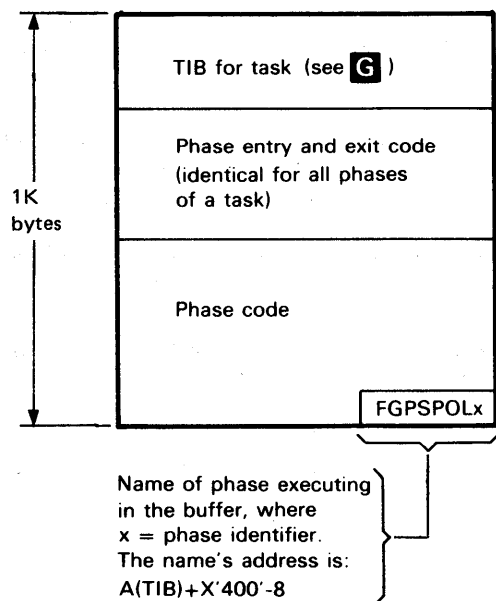 TIB for task (see G )
Phase entry and exit code
(identical for all phases
of a task)
1K
bytes
Phase code
FGPSPOLx
Name of phase executing
in the buffer, where
x = phase identifier.
The name's address is:
A(TIB)+X'400'-8